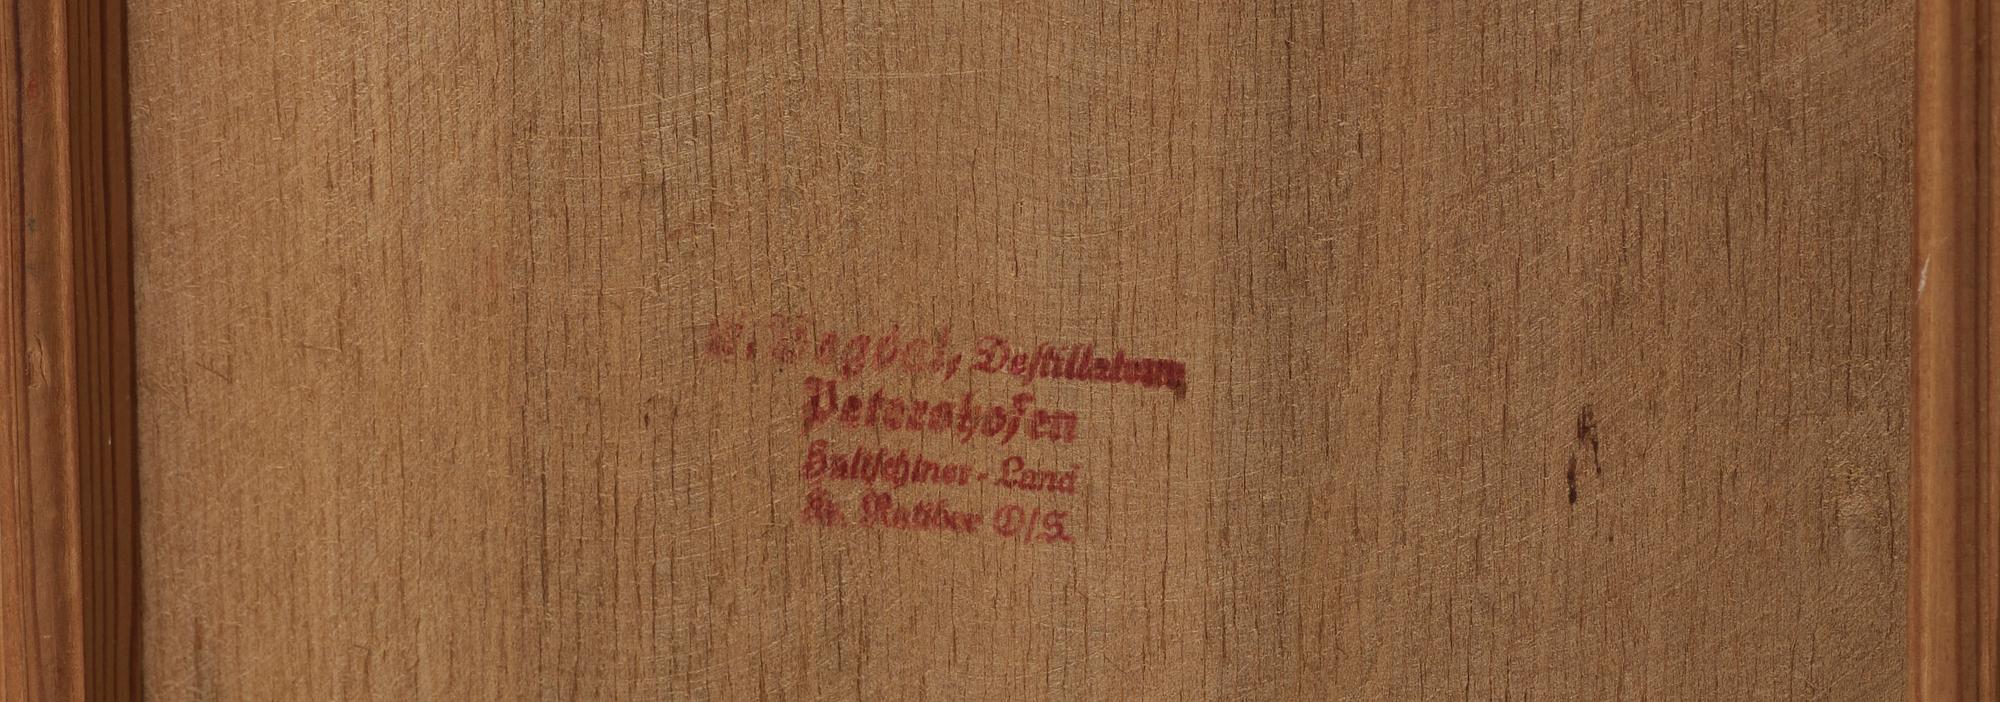 Destillation,
Petershofen
Hultschiner-Land
Kr. Ratibor O/S.